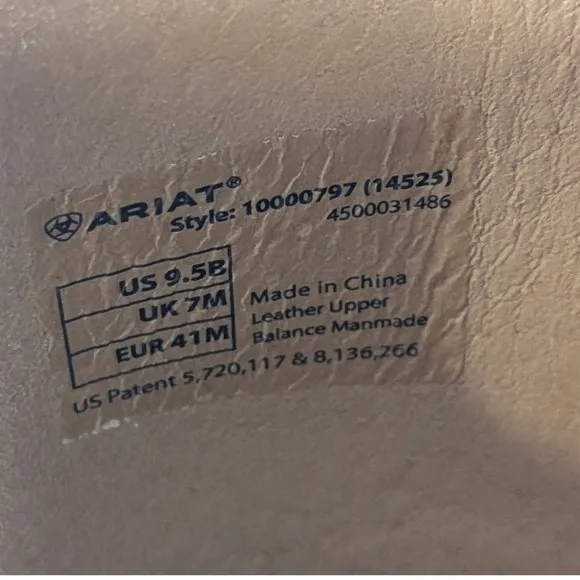 ARIAT®
Style: 10000797 (14525)
4500031486
US 9.5B
UK 7M
EUR 41M
Made in China
Leather Upper
Balance Manmade
US Patent 5,720,117 & 8,136,266